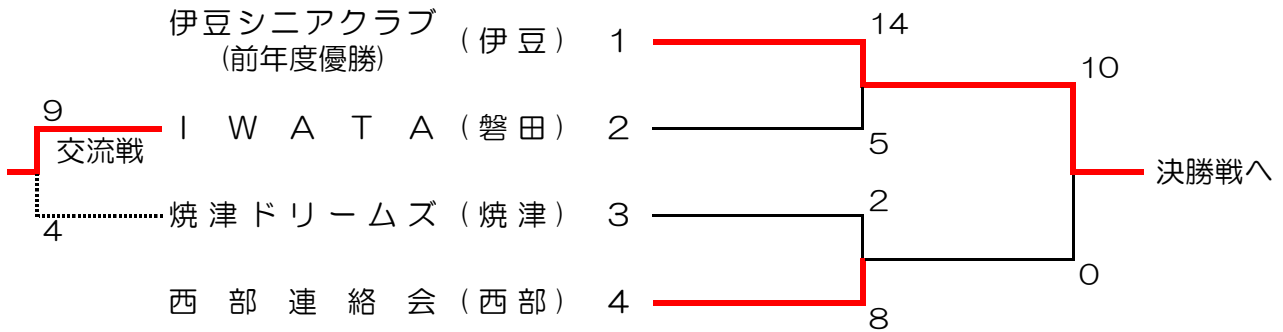 伊豆シニアクラブ (伊豆) 1 14
(前年度優勝)
10
9
ＩＷＡＴＡ (磐田) 2
交流戦 5
決勝戦へ
焼津ドリームズ (焼津) 3 2
4
0
西部連絡会 (西部) 4
8